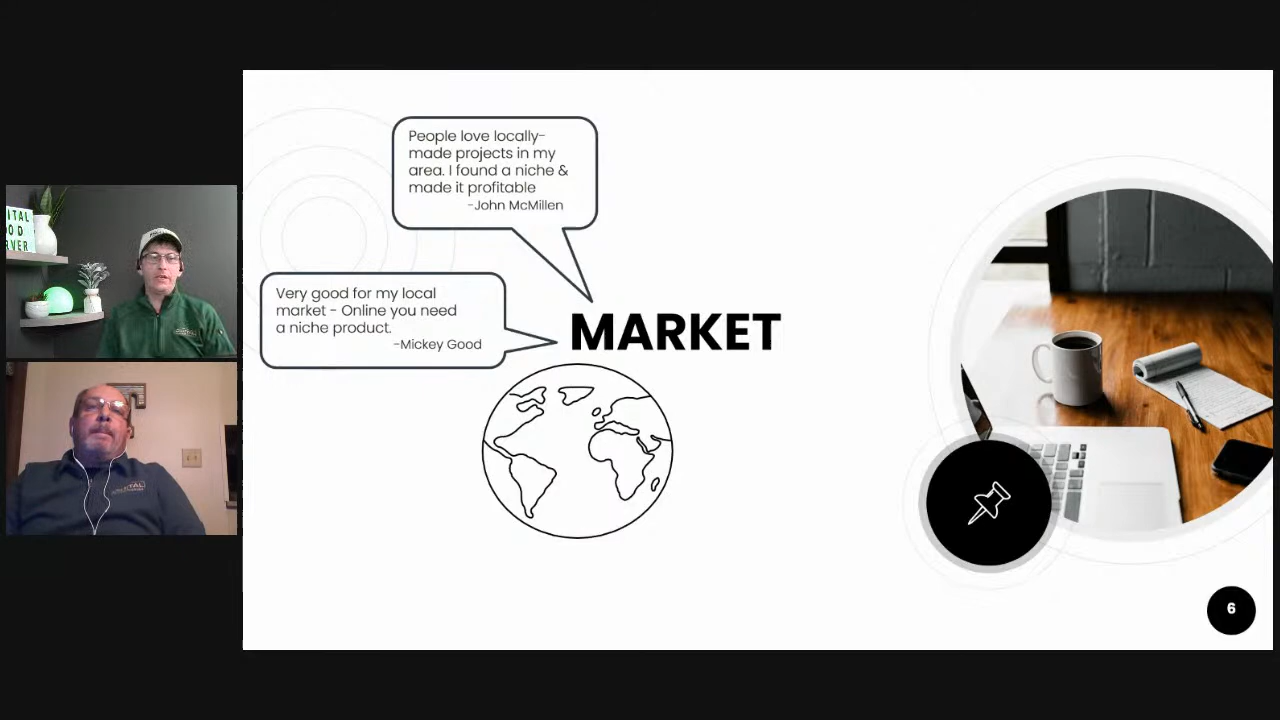 People love locally-
made projects in my
area. I found a niche &
made it profitable
-John McMillen
Very good for my local
market - Online you need
a niche product.
-Mickey Good
MARKET
6